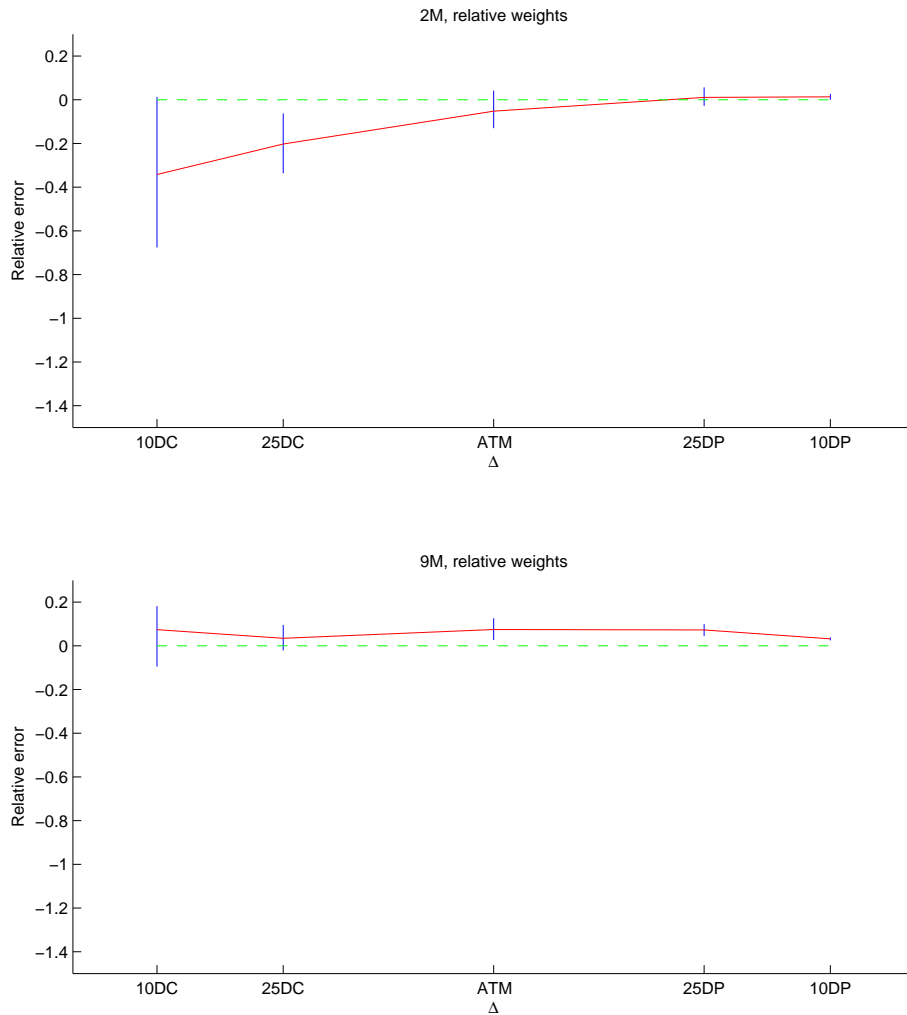 2M, relative weights
0.2
0
−0.2
−0.4
−0.6
−0.8
−1
−1.2
−1.4
Relative error
10DC 25DC ATM 25DP 10DP
Δ
9M, relative weights
0.2
0
−0.2
−0.4
−0.6
−0.8
−1
−1.2
−1.4
Relative error
10DC 25DC ATM 25DP 10DP
Δ